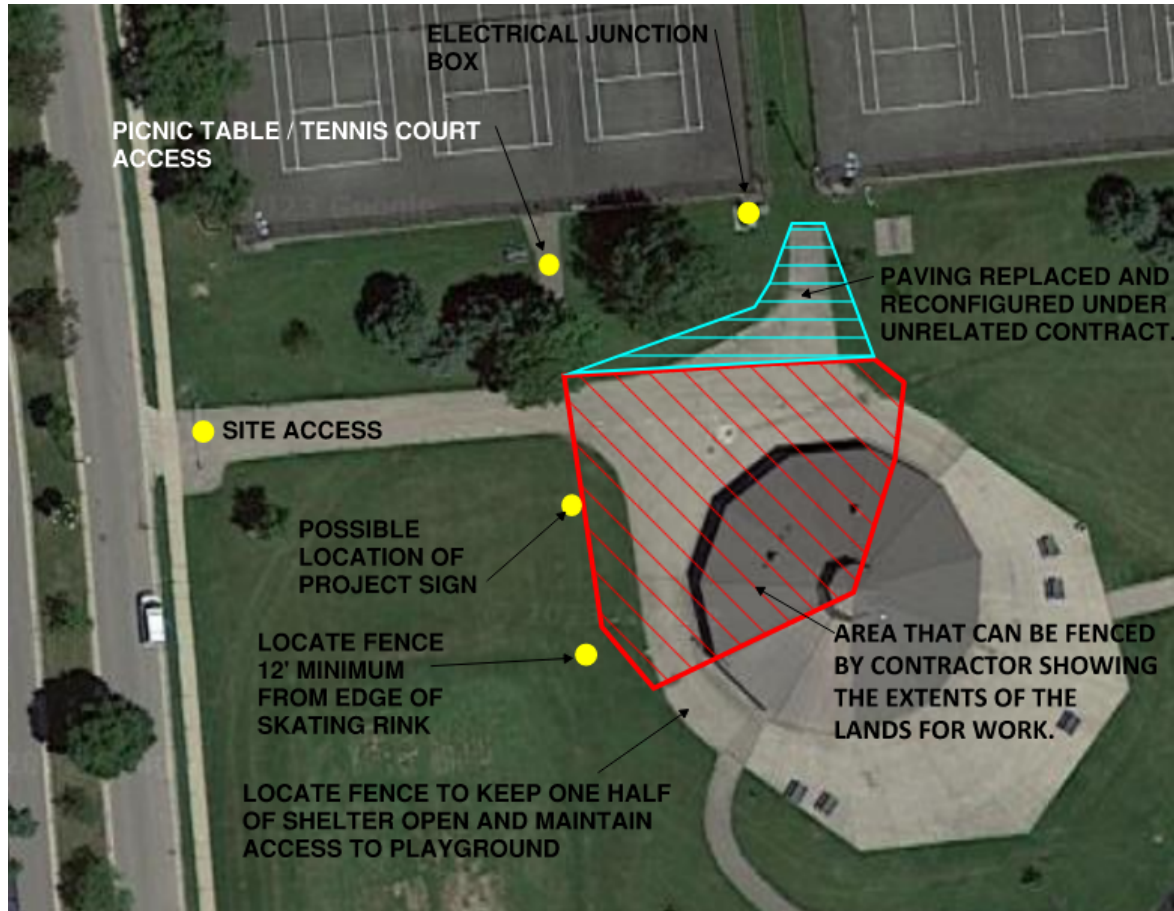 ELECTRICAL JUNCTION
BOX
PICNIC TABLE / TENNIS COURT
ACCESS
PAVING REPLACED AND
RECONFIGURED UNDER
UNRELATED CONTRACT.
SITE ACCESS
POSSIBLE
LOCATION OF
PROJECT SIGN
LOCATE FENCE
12' MINIMUM
FROM EDGE OF
SKATING RINK
AREA THAT CAN BE FENCED
BY CONTRACTOR SHOWING
THE EXTENTS OF THE
LANDS FOR WORK.
LOCATE FENCE TO KEEP ONE HALF
OF SHELTER OPEN AND MAINTAIN
ACCESS TO PLAYGROUND